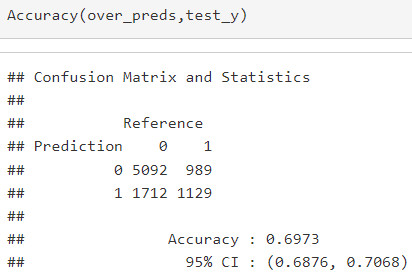 Accuracy(over_preds,test_y)
## Confusion Matrix and Statistics
##
##           Reference
## Prediction    0    1
##          0 5092  989
##          1 1712 1129
##
##                Accuracy : 0.6973
##                  95% CI : (0.6876, 0.7068)